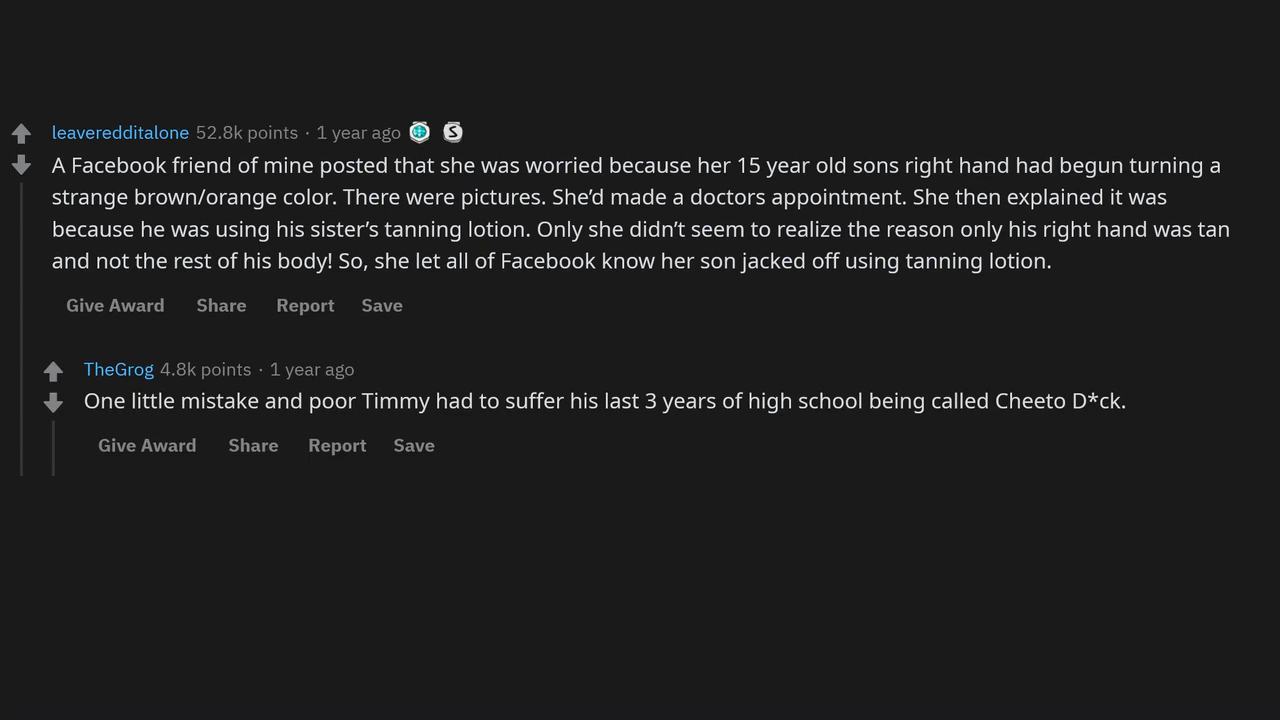 leaveredditalone 52.8k points · 1 year ago
A Facebook friend of mine posted that she was worried because her 15 year old sons right hand had begun turning a
strange brown/orange color. There were pictures. She’d made a doctors appointment. She then explained it was
because he was using his sister’s tanning lotion. Only she didn’t seem to realize the reason only his right hand was tan
and not the rest of his body! So, she let all of Facebook know her son jacked off using tanning lotion.
Give Award Share Report Save
TheGrog 4.8k points · 1 year ago
One little mistake and poor Timmy had to suffer his last 3 years of high school being called Cheeto D*ck.
Give Award Share Report Save